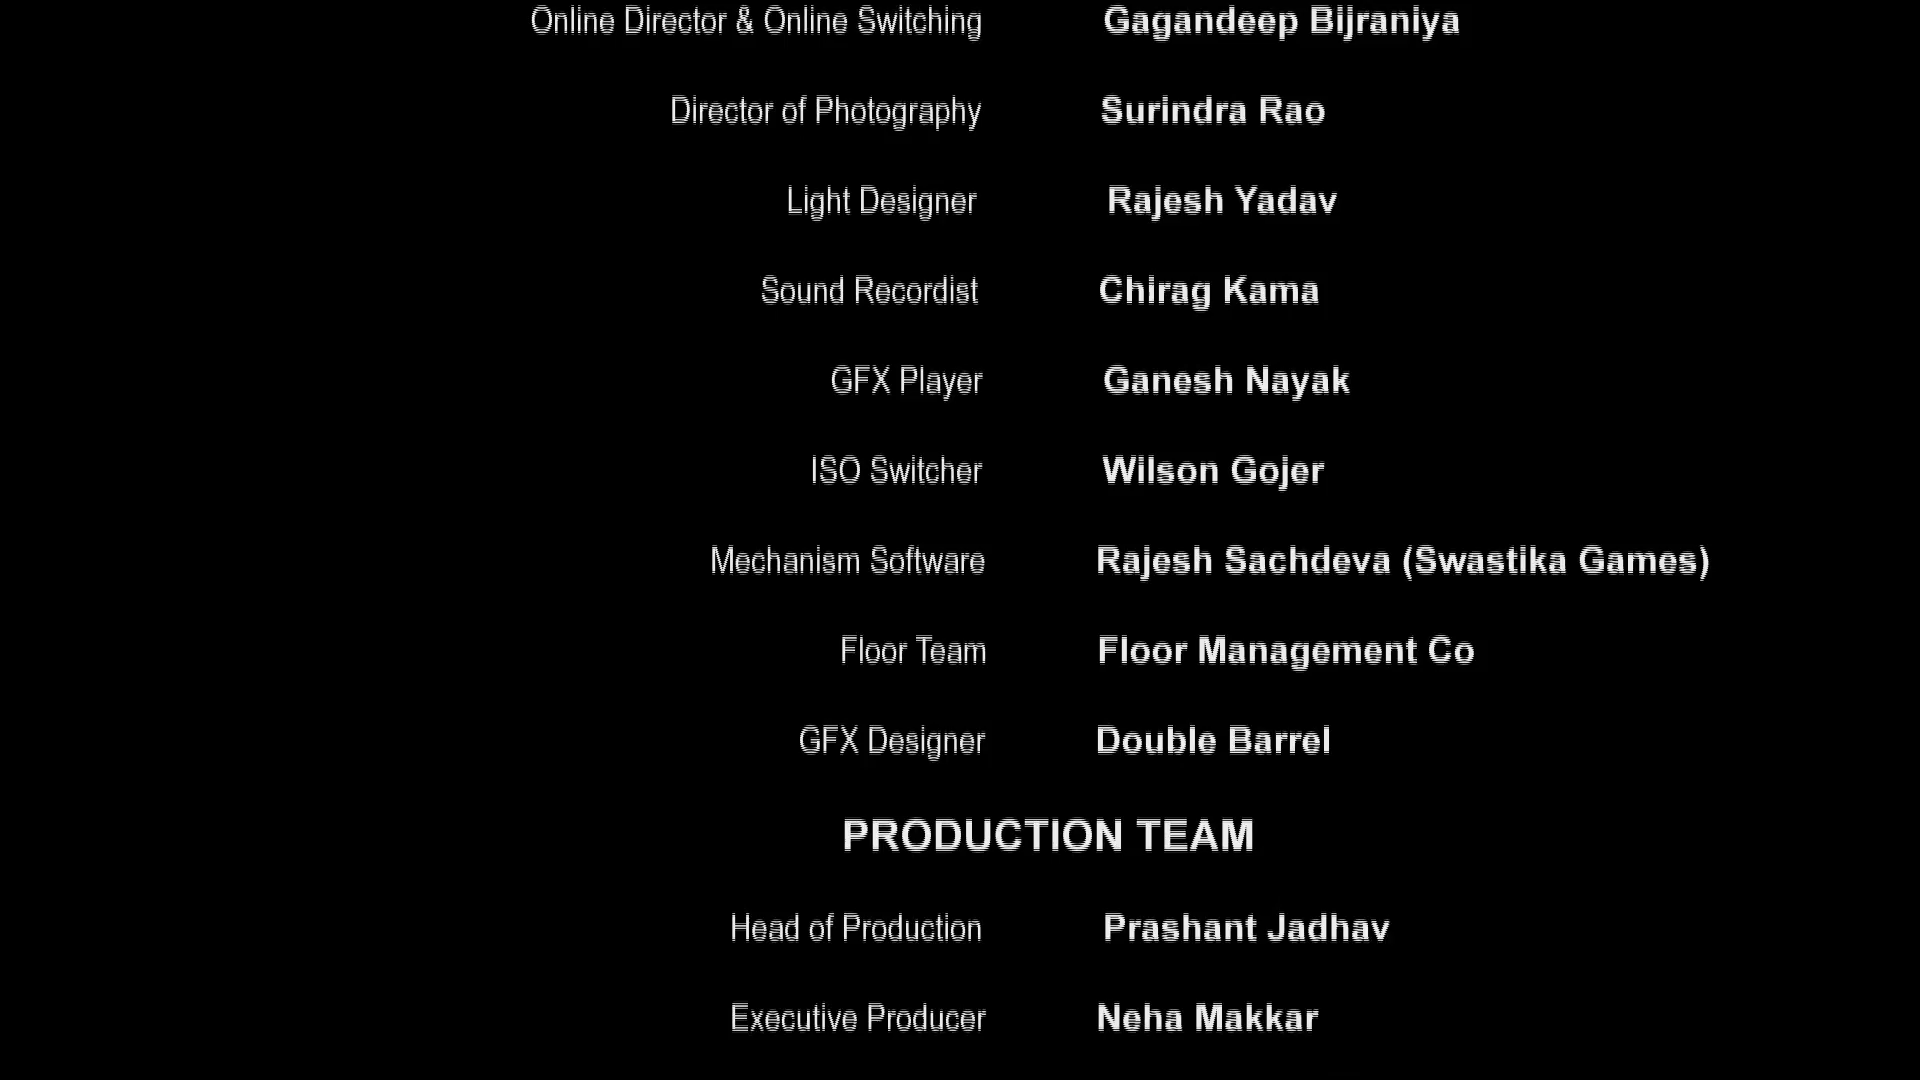 Online Director & Online Switching Gagandeep Bijraniya
Director of Photography Surindra Rao
Light Designer Rajesh Yadav
Sound Recordist Chirag Kama
GFX Player Ganesh Nayak
ISO Switcher Wilson Gojer
Mechanism Software Rajesh Sachdeva (Swastika Games)
Floor Team Floor Management Co
GFX Designer Double Barrel
PRODUCTION TEAM
Head of Production Prashant Jadhav
Executive Producer Neha Makkar